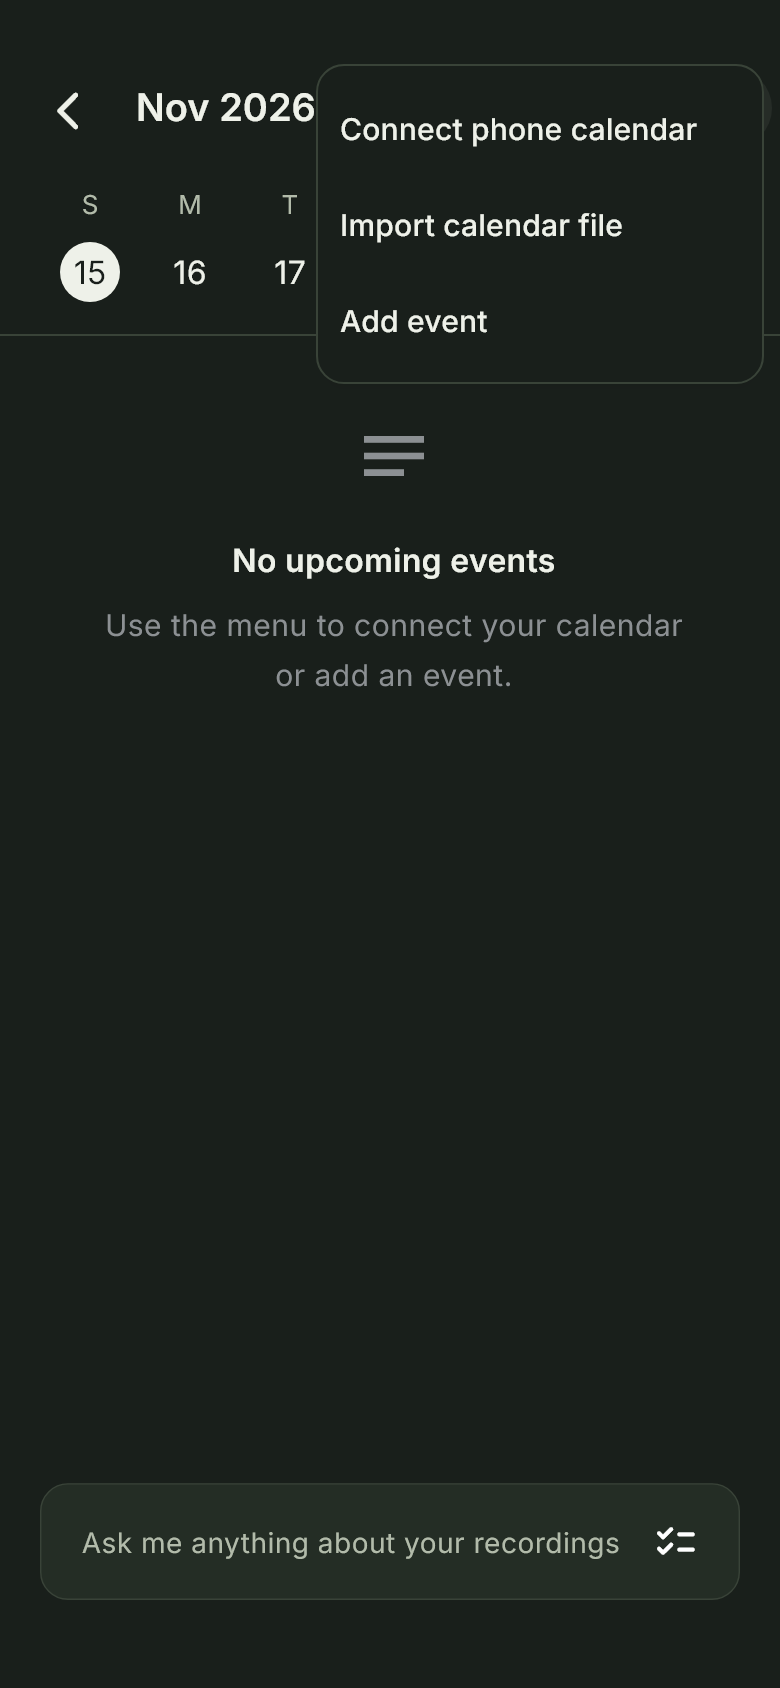 Nov 2026
Connect phone calendar
Import calendar file
Add event
S M T
15 16 17
No upcoming events
Use the menu to connect your calendar
or add an event.
Ask me anything about your recordings